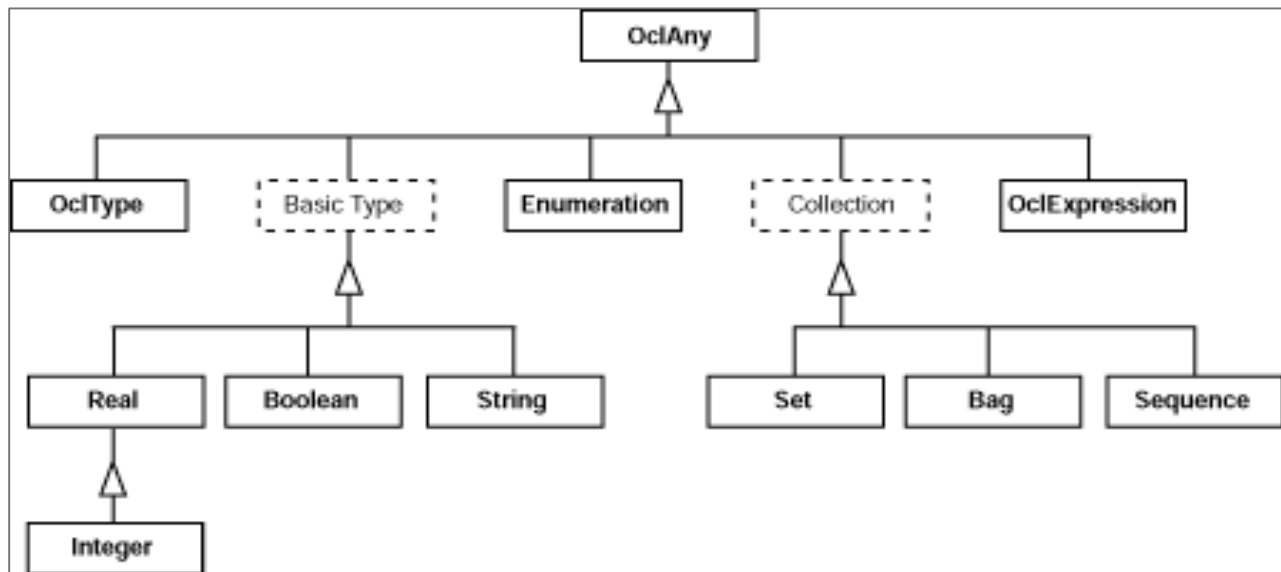 OclAny
OclType
Basic Type
Enumeration
Collection
OclExpression
Real
Boolean
String
Set
Bag
Sequence
Integer